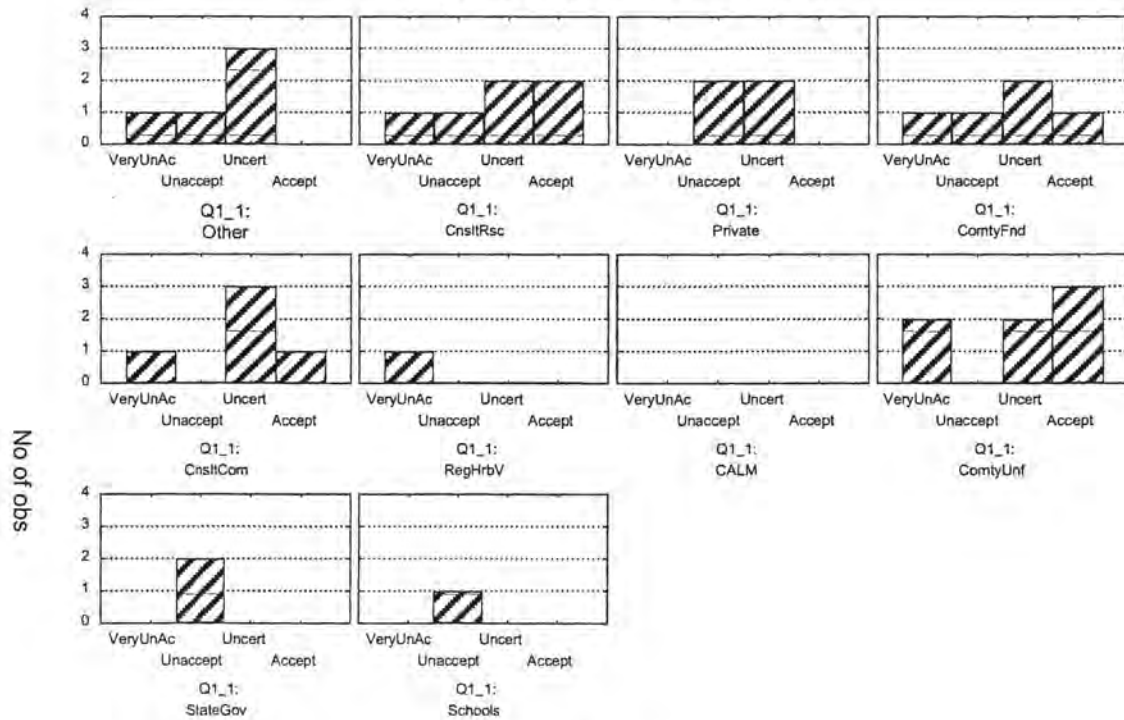 4
3
2
1
0
VeryUnAc Uncert VeryUnAc Uncert VeryUnAc Uncert VeryUnAc Uncert
Unaccept Accept Unaccept Accept Unaccept Accept Unaccept Accept
Q1_1: Q1_1: Q1_1: Q1_1:
Other CnsltRsc Private ComtyFnd
4
3
2
1
0
VeryUnAc Uncert VeryUnAc Uncert VeryUnAc Uncert VeryUnAc Uncert
Unaccept Accept Unaccept Accept Unaccept Accept Unaccept Accept
Q1_1: Q1_1: Q1_1: Q1_1:
CnsltCom RegHrbV CALM ComtyUnf
No of obs.
4
3
2
1
0
VeryUnAc Uncert VeryUnAc Uncert
Unaccept Accept Unaccept Accept
Q1_1: Q1_1:
StateGov Schools